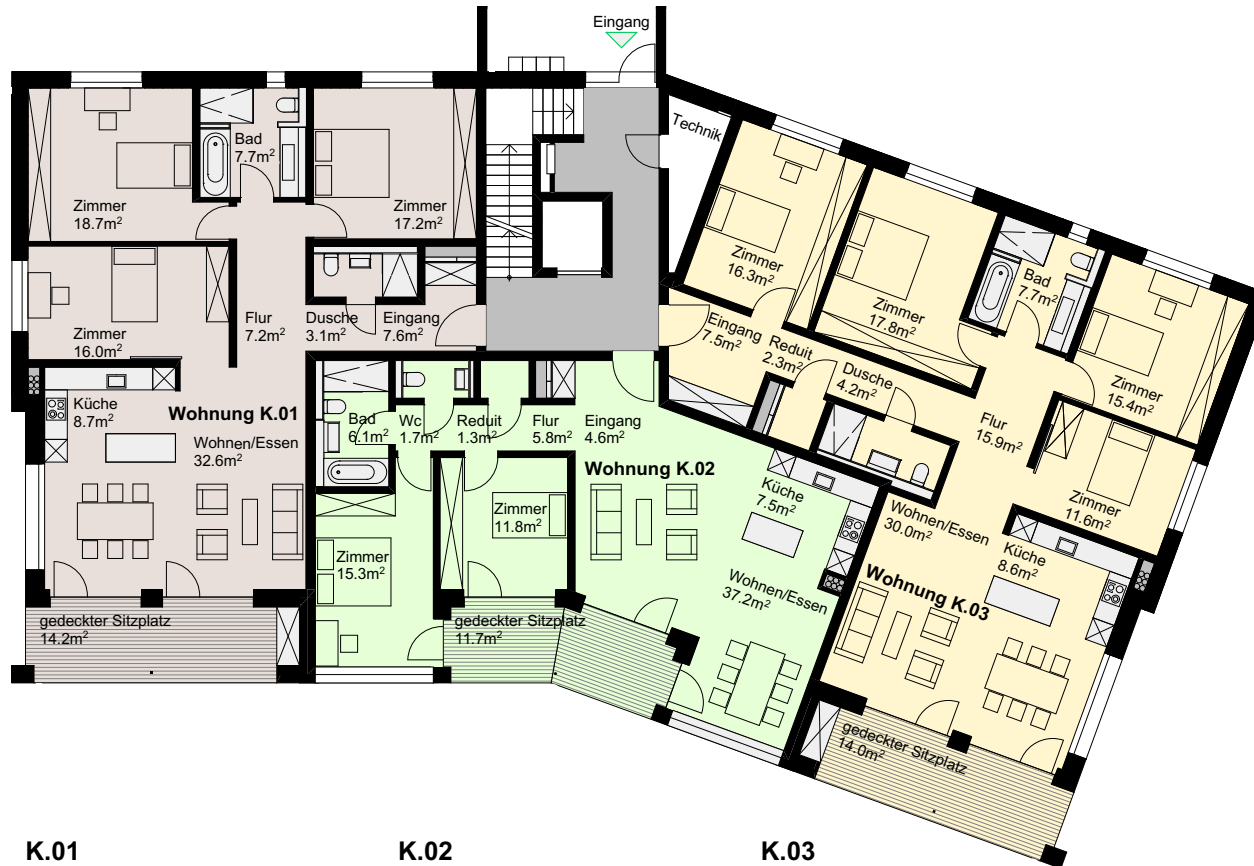 Eingang
Technik
Bad
7.7m²
Zimmer
18.7m²
Zimmer
17.2m²
Zimmer
16.3m²
Zimmer
17.8m²
Bad
7.7m²
Zimmer
15.4m²
Zimmer
16.0m²
Flur
7.2m²
Dusche
3.1m²
Eingang
7.6m²
Eingang
7.5m²
Reduit
2.3m²
Dusche
4.2m²
Flur
15.9m²
Zimmer
11.6m²
Küche
8.7m²
Wohnung K.01
Wohnen/Essen
32.6m²
Bad
6.1m²
Wc
1.7m²
Reduit
1.3m²
Flur
5.8m²
Eingang
4.6m²
Wohnung K.02
Küche
7.5m²
Zimmer
11.8m²
Zimmer
15.3m²
Wohnen/Essen
37.2m²
Wohnen/Essen
30.0m²
Küche
8.6m²
Wohnung K.03
gedeckter Sitzplatz
14.2m²
gedeckter Sitzplatz
11.7m²
gedeckter Sitzplatz
14.0m²
K.01
K.02
K.03